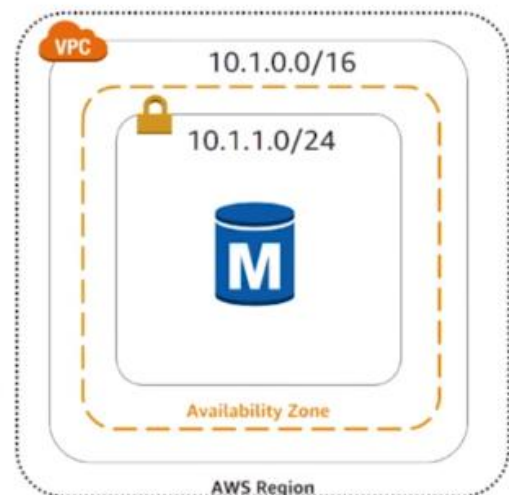 VPC
10.1.0.0/16
10.1.1.0/24
M
Availability Zone
AWS Region